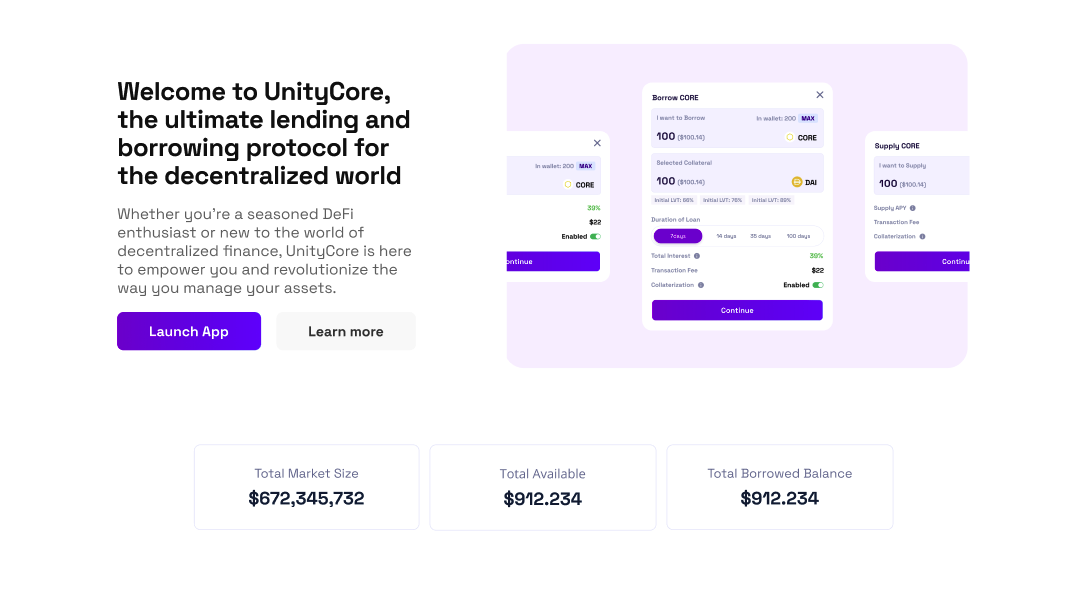 Welcome to UnityCore,
the ultimate lending and
borrowing protocol for
the decentralized world
Whether you're a seasoned DeFi
enthusiast or new to the world of
decentralized finance, UnityCore is here
to empower you and revolutionize the
way you manage your assets.
Launch App
Learn more
In wallet: 200 MAX
CORE
39%
$22
Enabled
ontinue
Borrow CORE
I want to Borrow
In wallet: 200 MAX
100 ($100.14)
CORE
Selected Collateral
100 ($100.14)
DAI
Initial LVT: 66%
Initial LVT: 76%
Initial LVT: 86%
Duration of Loan
7days
14 days
35 days
100 days
Total Interest
39%
Transaction Fee
$22
Collaterization
Enabled
Continue
Supply CORE
I want to Supply
100 ($100.14)
Supply APY
Transaction Fee
Collaterization
Continu
Total Market Size
$672,345,732
Total Available
$912.234
Total Borrowed Balance
$912.234